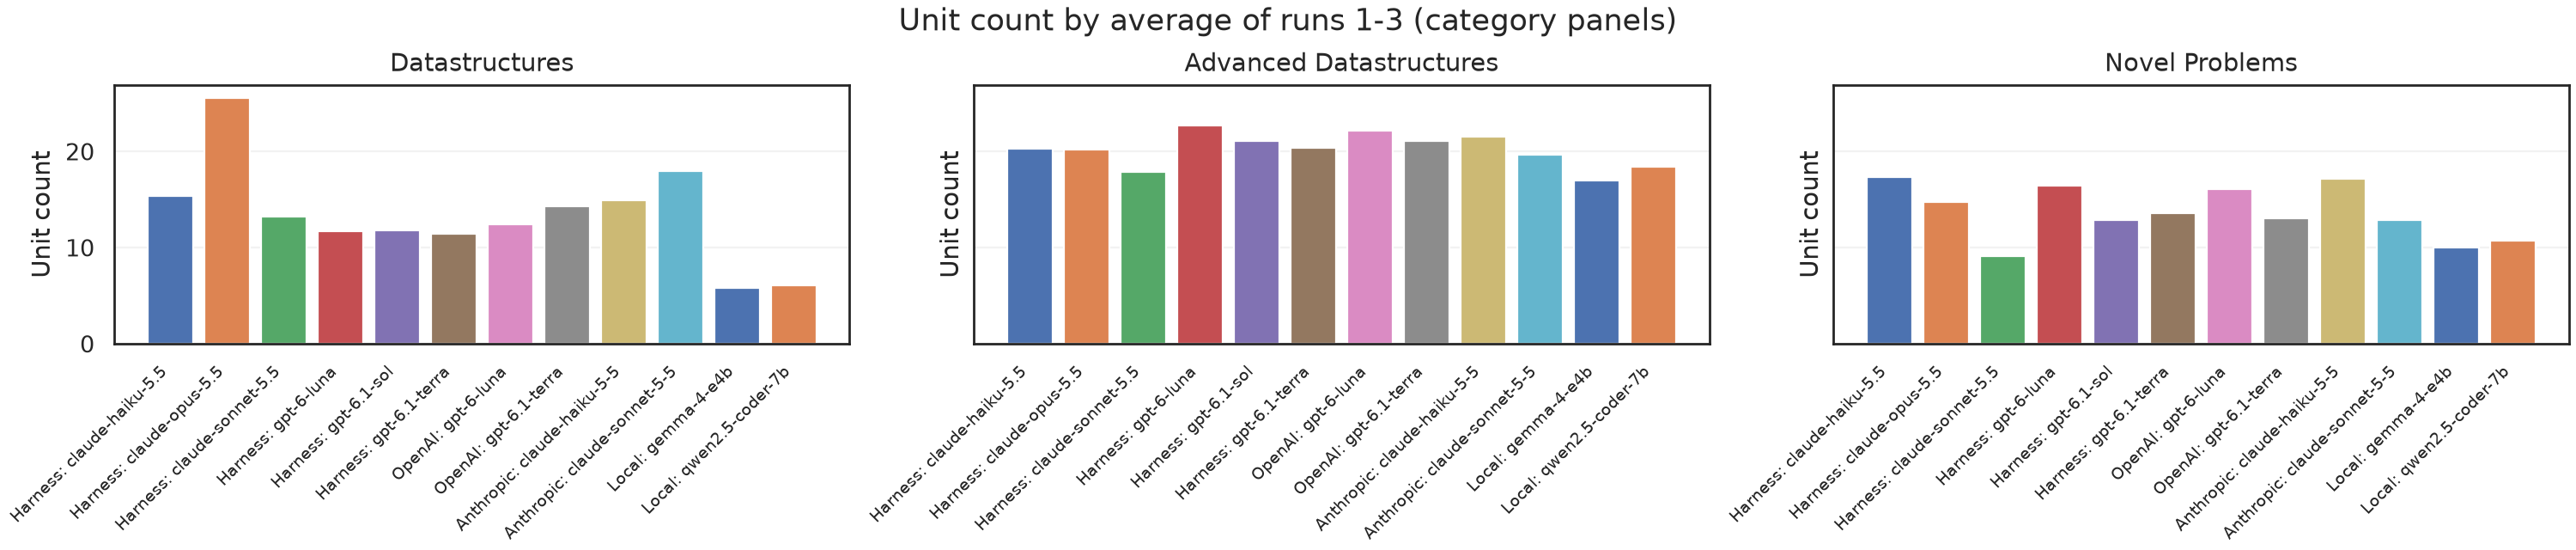 Unit count by average of runs 1-3 (category panels)
Datastructures
Unit count
20
10
0
Harness: claude-haiku-5.5
Harness: claude-opus-5.5
Harness: claude-sonnet-5.5
Harness: gpt-6-luna
Harness: gpt-6.1-sol
Harness: gpt-6.1-terra
OpenAI: gpt-6-luna
OpenAI: gpt-6.1-terra
Anthropic: claude-haiku-5-5
Anthropic: claude-sonnet-5-5
Local: gemma-4-e4b
Local: qwen2.5-coder-7b
Advanced Datastructures
Unit count
Harness: claude-haiku-5.5
Harness: claude-opus-5.5
Harness: claude-sonnet-5.5
Harness: gpt-6-luna
Harness: gpt-6.1-sol
Harness: gpt-6.1-terra
OpenAI: gpt-6-luna
OpenAI: gpt-6.1-terra
Anthropic: claude-haiku-5-5
Anthropic: claude-sonnet-5-5
Local: gemma-4-e4b
Local: qwen2.5-coder-7b
Novel Problems
Unit count
Harness: claude-haiku-5.5
Harness: claude-opus-5.5
Harness: claude-sonnet-5.5
Harness: gpt-6-luna
Harness: gpt-6.1-sol
Harness: gpt-6.1-terra
OpenAI: gpt-6-luna
OpenAI: gpt-6.1-terra
Anthropic: claude-haiku-5-5
Anthropic: claude-sonnet-5-5
Local: gemma-4-e4b
Local: qwen2.5-coder-7b